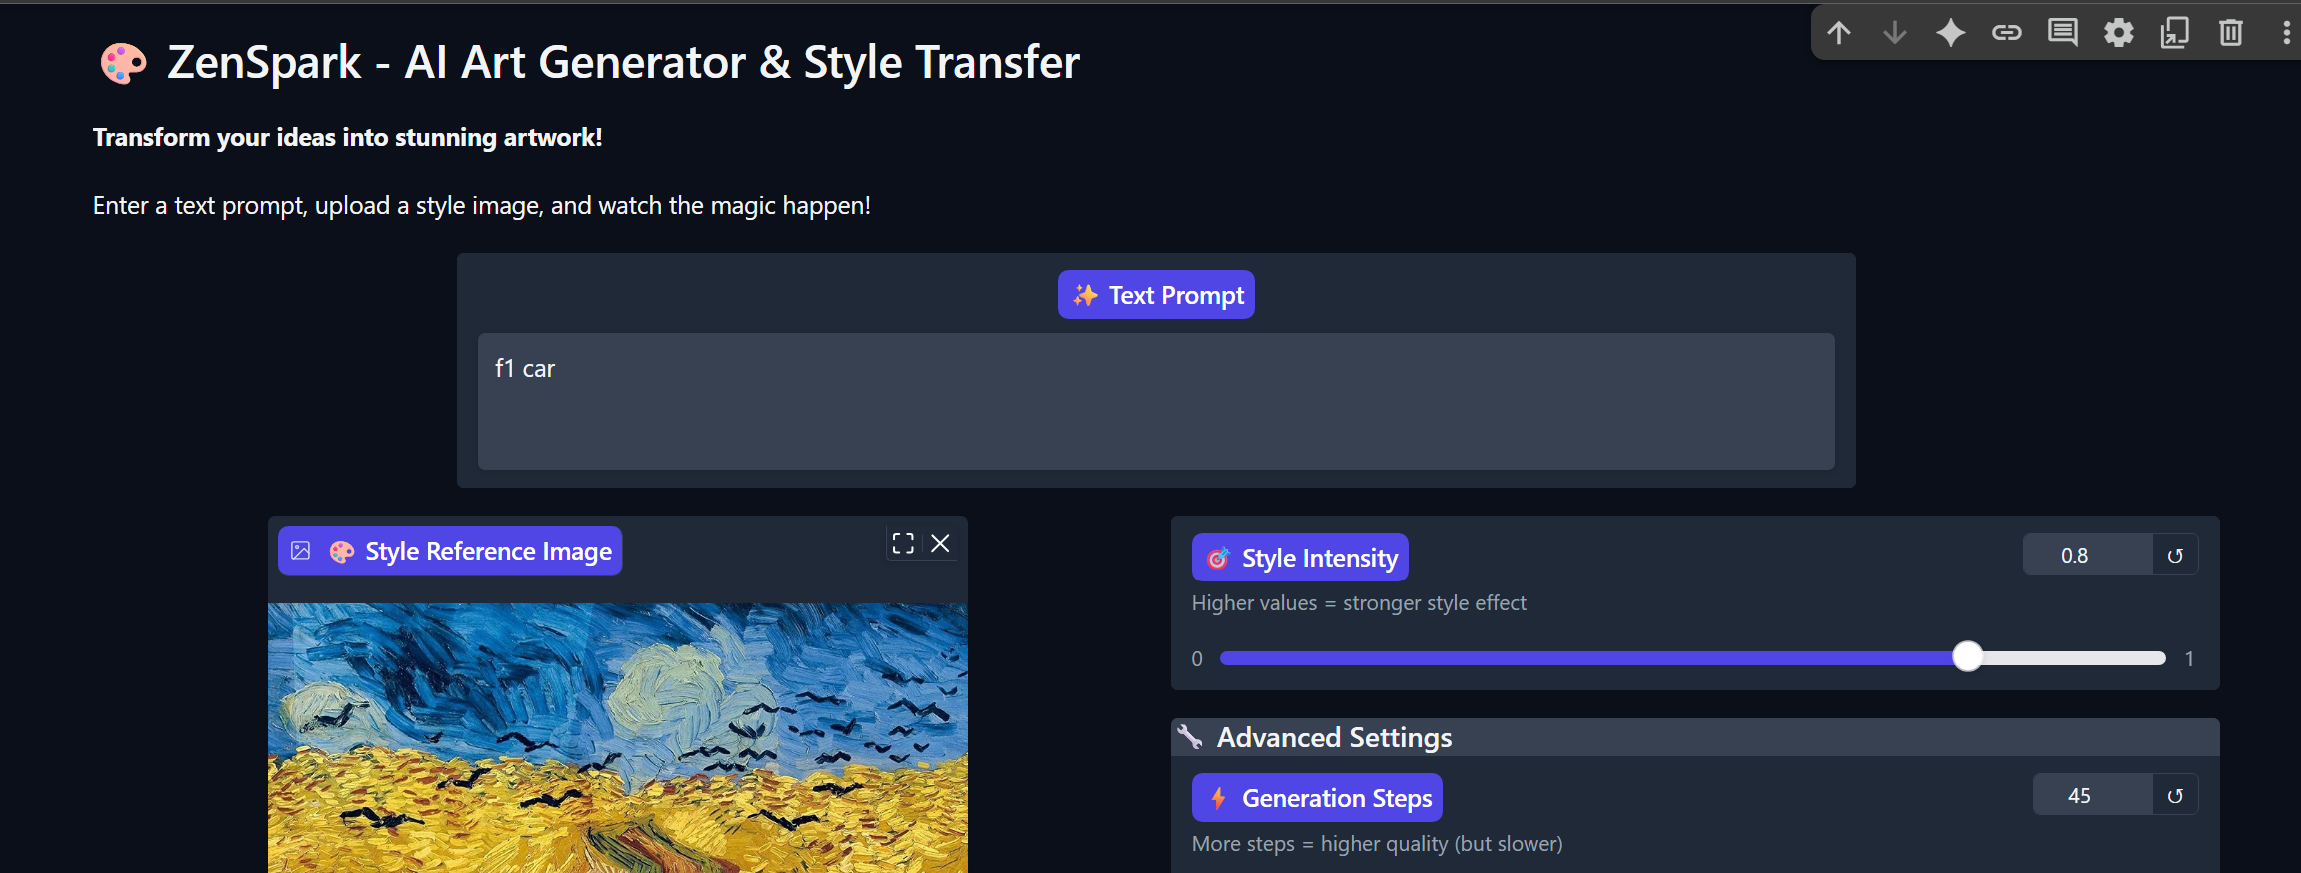 🎨 ZenSpark - AI Art Generator & Style Transfer
Transform your ideas into stunning artwork!
Enter a text prompt, upload a style image, and watch the magic happen!
✨ Text Prompt
f1 car
🎨 Style Reference Image
🎯 Style Intensity
0.8
Higher values = stronger style effect
0
1
🔧 Advanced Settings
⚡ Generation Steps
45
More steps = higher quality (but slower)